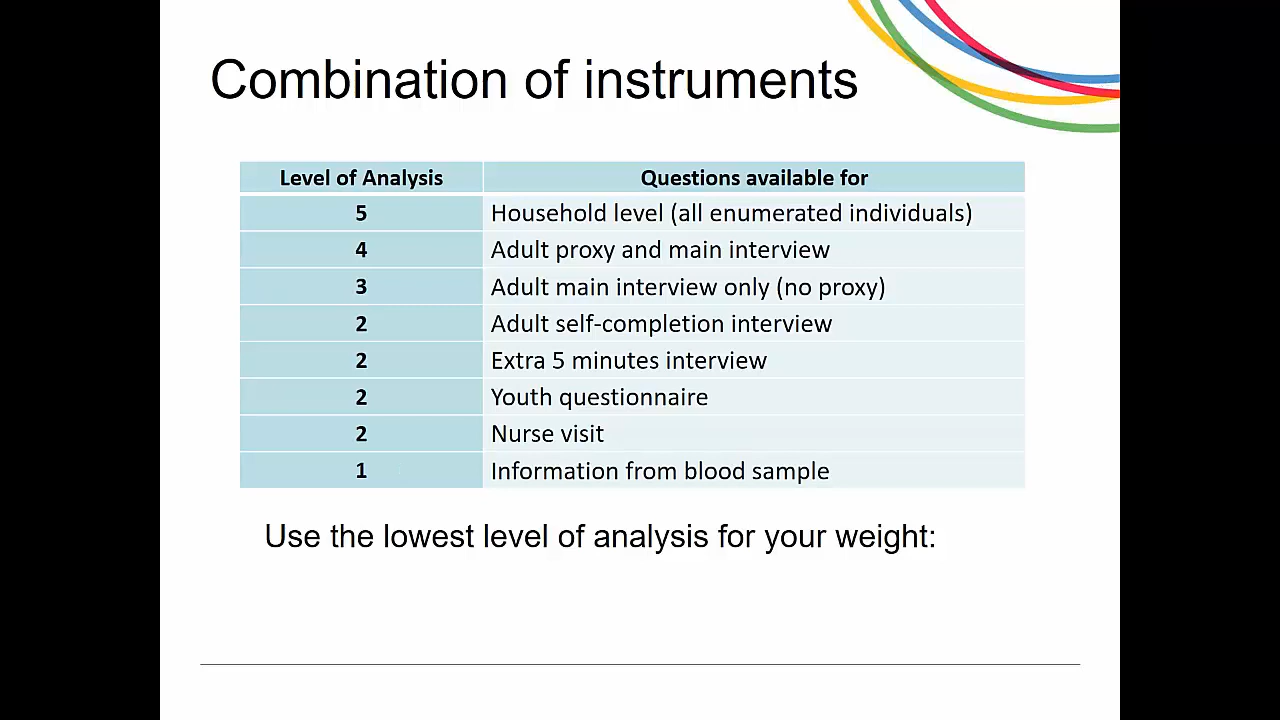 Combination of instruments
Level of Analysis Questions available for
5 Household level (all enumerated individuals)
4 Adult proxy and main interview
3 Adult main interview only (no proxy)
2 Adult self-completion interview
2 Extra 5 minutes interview
2 Youth questionnaire
2 Nurse visit
1 Information from blood sample
Use the lowest level of analysis for your weight: